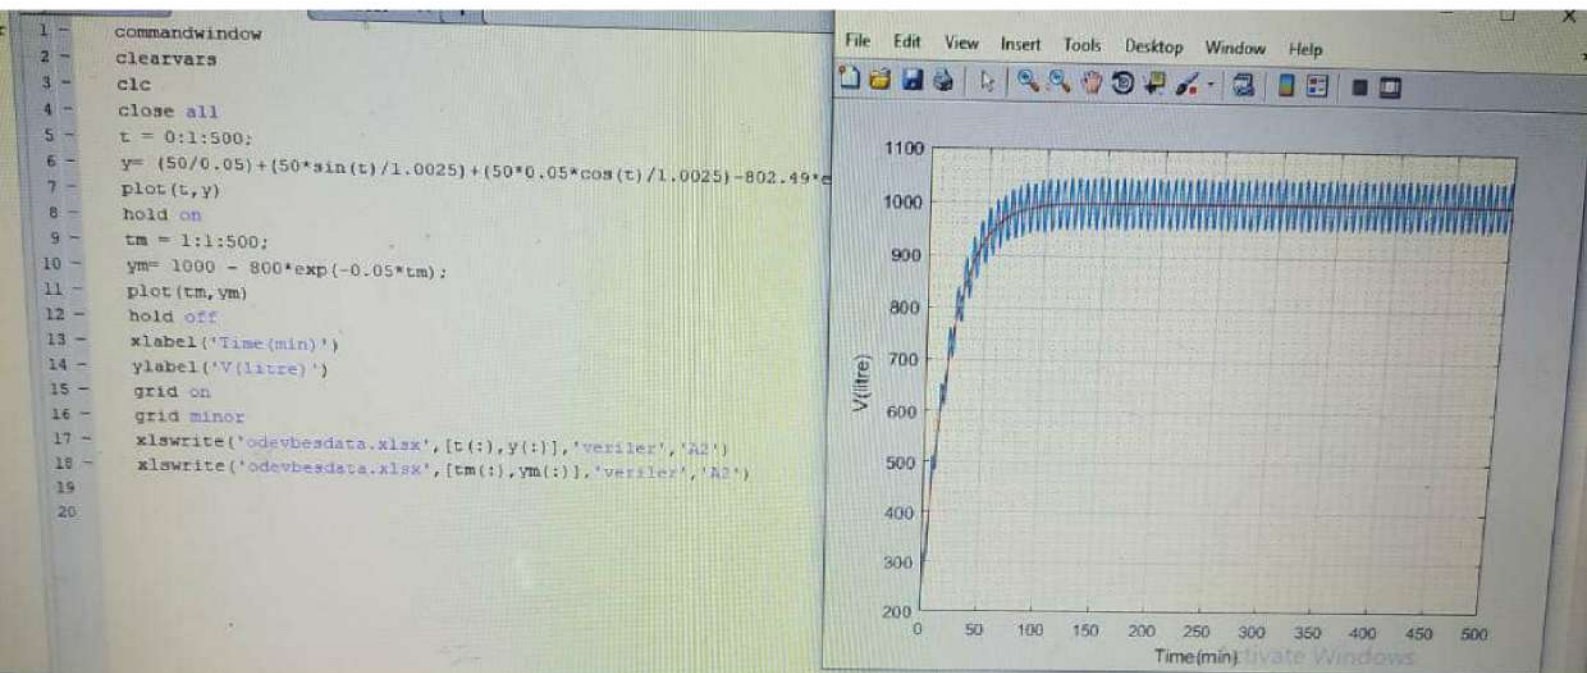 1 - commandwindow
2 - clearvars
3 - clc
4 - close all
5 - t = 0:1:500;
6 - y= (50/0.05)+(50*sin(t)/1.0025)+(50*0.05*cos(t)/1.0025)-802.49*e
7 - plot(t,y)
8 - hold on
9 - tm = 1:1:500;
10 - ym= 1000 - 800*exp(-0.05*tm);
11 - plot(tm,ym)
12 - hold off
13 - xlabel('Time(min)')
14 - ylabel('V(litre)')
15 - grid on
16 - grid minor
17 - xlswrite('odevbesdata.xlsx',[t(:),y(:)],'veriler','A2')
18 - xlswrite('odevbesdata.xlsx',[tm(:),ym(:)],'veriler','A2')
19
20
File Edit View Insert Tools Desktop Window Help
1100
1000
900
800
700
600
500
400
300
200
V(litre)
0 50 100 150 200 250 300 350 400 450 500
Time(min)
Activate Windows